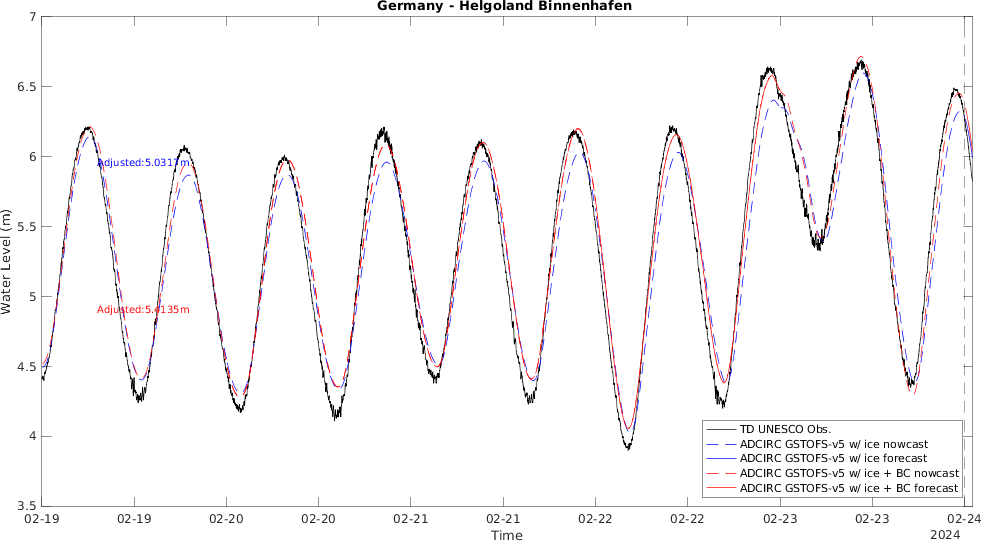 Germany - Helgoland Binnenhafen
7
6.5
6
5.5
5
4.5
4
3.5
Water Level (m)
Adjusted:5.0317m
Adjusted:5.4135m
TD UNESCO Obs.
ADCIRC GSTOFS-v5 w/ ice nowcast
ADCIRC GSTOFS-v5 w/ ice forecast
ADCIRC GSTOFS-v5 w/ ice + BC nowcast
ADCIRC GSTOFS-v5 w/ ice + BC forecast
02-19 02-19 02-20 02-20 02-21 02-21 02-22 02-22 02-23 02-23 02-24
Time
2024